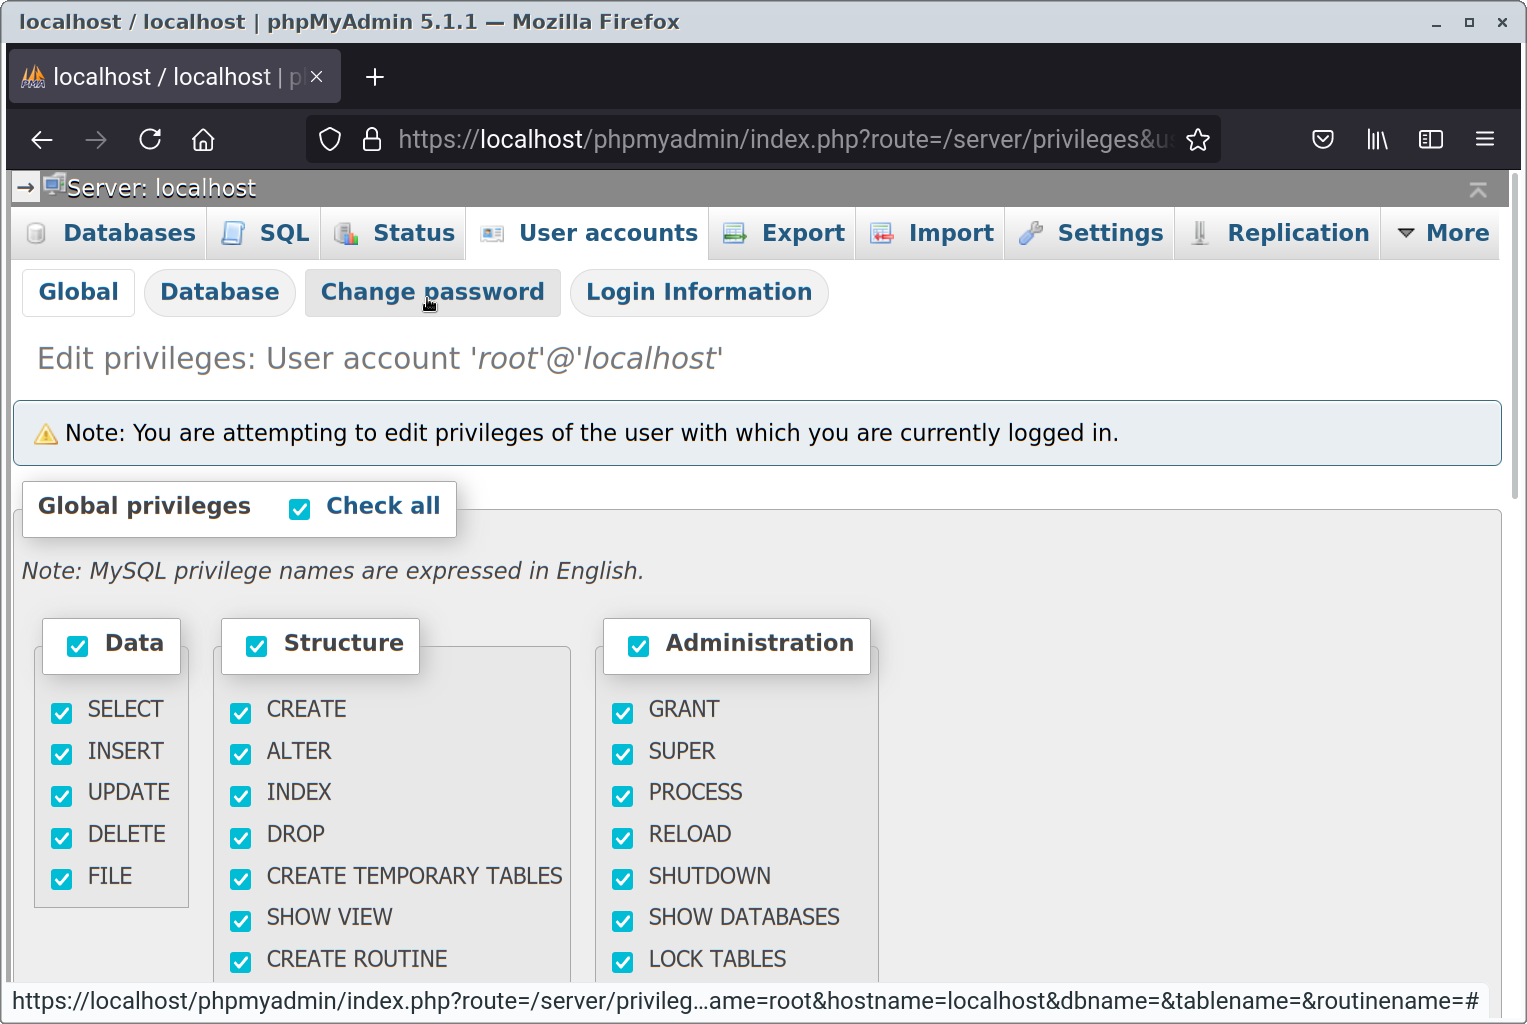 localhost / localhost | phpMyAdmin 5.1.1 — Mozilla Firefox
localhost / localhost | p
https://localhost/phpmyadmin/index.php?route=/server/privileges&u
Server: localhost
Databases SQL Status User accounts Export Import Settings Replication More
Global Database Change password Login Information
Edit privileges: User account 'root'@'localhost'
Note: You are attempting to edit privileges of the user with which you are currently logged in.
Global privileges Check all
Note: MySQL privilege names are expressed in English.
Data Structure Administration
SELECT CREATE GRANT
INSERT ALTER SUPER
UPDATE INDEX PROCESS
DELETE DROP RELOAD
FILE CREATE TEMPORARY TABLES SHUTDOWN
SHOW VIEW SHOW DATABASES
CREATE ROUTINE LOCK TABLES
https://localhost/phpmyadmin/index.php?route=/server/privileg…ame=root&hostname=localhost&dbname=&tablename=&routinename=#